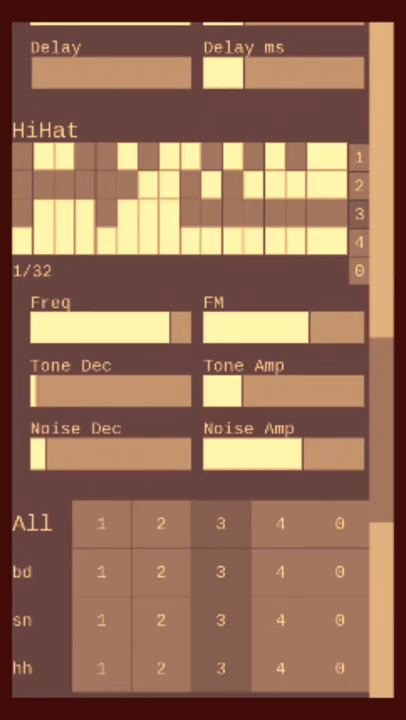 Delay Delay ms
HiHat
1
2
3
4
1/32 0
Freq FM
Tone Dec Tone Amp
Noise Dec Noise Amp
All 1 2 3 4 0
bd 1 2 3 4 0
sn 1 2 3 4 0
hh 1 2 3 4 0